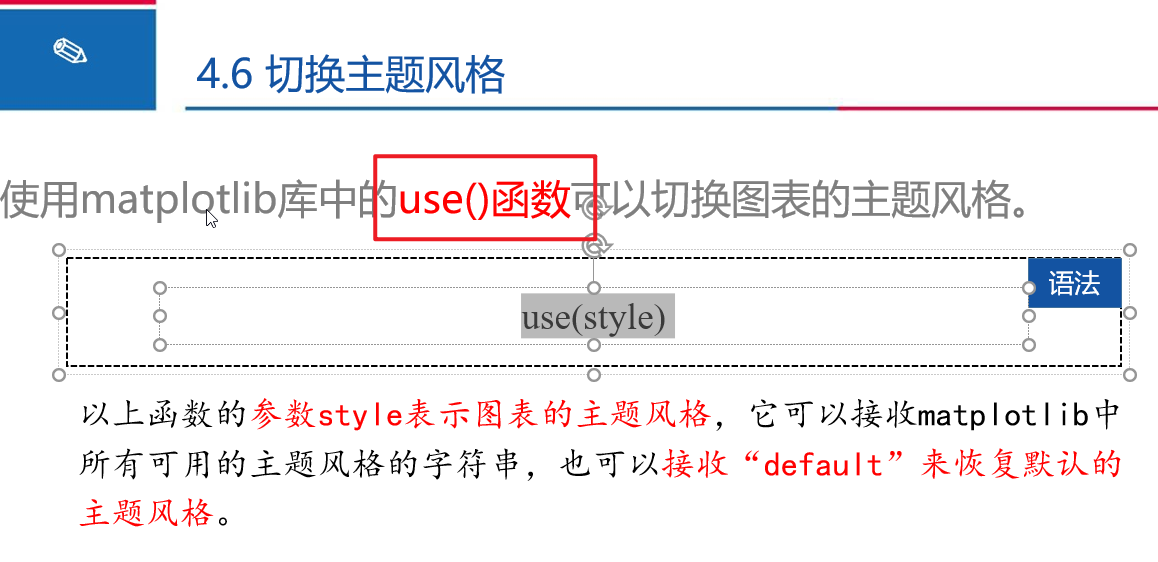 4.6 切换主题风格
使用matplotlib库中的use()函数可以切换图表的主题风格。
语法
use(style)
以上函数的参数style表示图表的主题风格，它可以接收matplotlib中
所有可用的主题风格的字符串，也可以接收“default”来恢复默认的
主题风格。